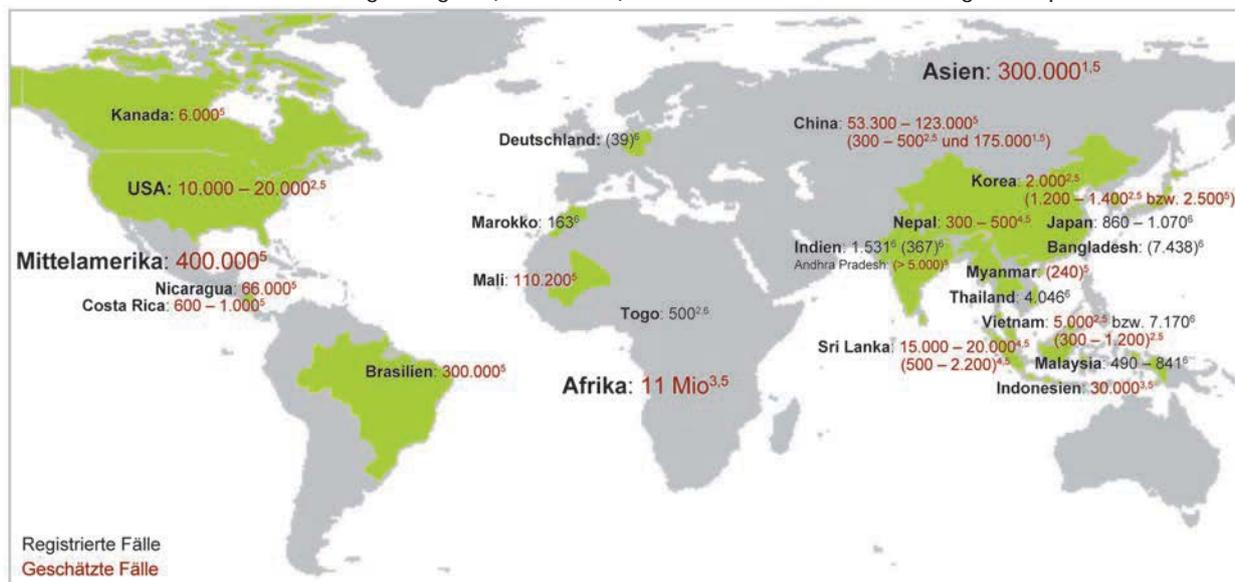 Kanada: 6.000⁵
USA: 10.000 – 20.000²,⁵
Mittelamerika: 400.000⁵
Nicaragua: 66.000⁵
Costa Rica: 600 – 1.000⁵
Brasilien: 300.000⁵
Deutschland: (39)⁶
Marokko: 163⁶
Mali: 110.200⁵
Togo: 500²,⁶
Afrika: 11 Mio³,⁵
Asien: 300.000¹,⁵
China: 53.300 – 123.000⁵
(300 – 500²,⁵ und 175.000¹,⁵)
Korea: 2.000²,⁵
(1.200 – 1.400²,⁵ bzw. 2.500⁵)
Nepal: 300 – 500⁴,⁵
Japan: 860 – 1.070⁶
Indien: 1.531⁶ (367)⁶
Andhra Pradesh: (> 5.000)⁵
Bangladesh: (7.438)⁶
Myanmar: (240)⁵
Thailand: 4.046⁶
Vietnam: 5.000²,⁵ bzw. 7.170⁶
(300 – 1.200)²,⁵
Sri Lanka: 15.000 – 20.000⁴,⁵
(500 – 2.200)⁴,⁵
Malaysia: 490 – 841⁶
Indonesien: 30.000³,⁵
Registrierte Fälle
Geschätzte Fälle